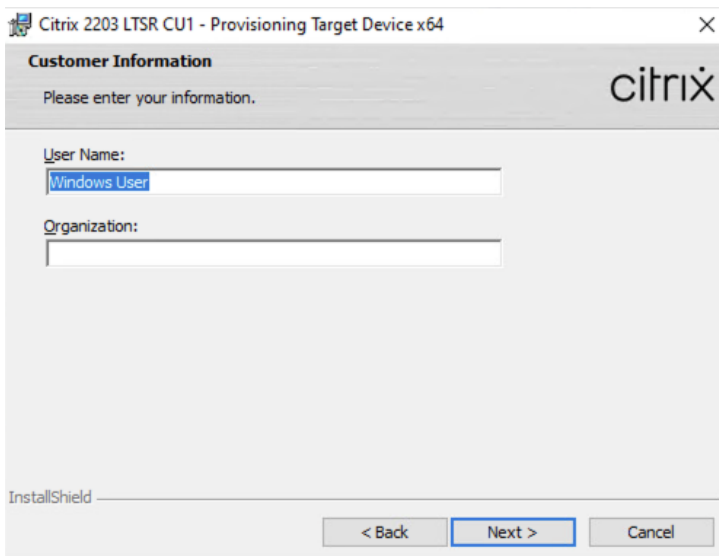 Citrix 2203 LTSR CU1 - Provisioning Target Device x64
Customer Information
Please enter your information.
citrix
User Name:
Windows User
Organization:
InstallShield
< Back Next > Cancel